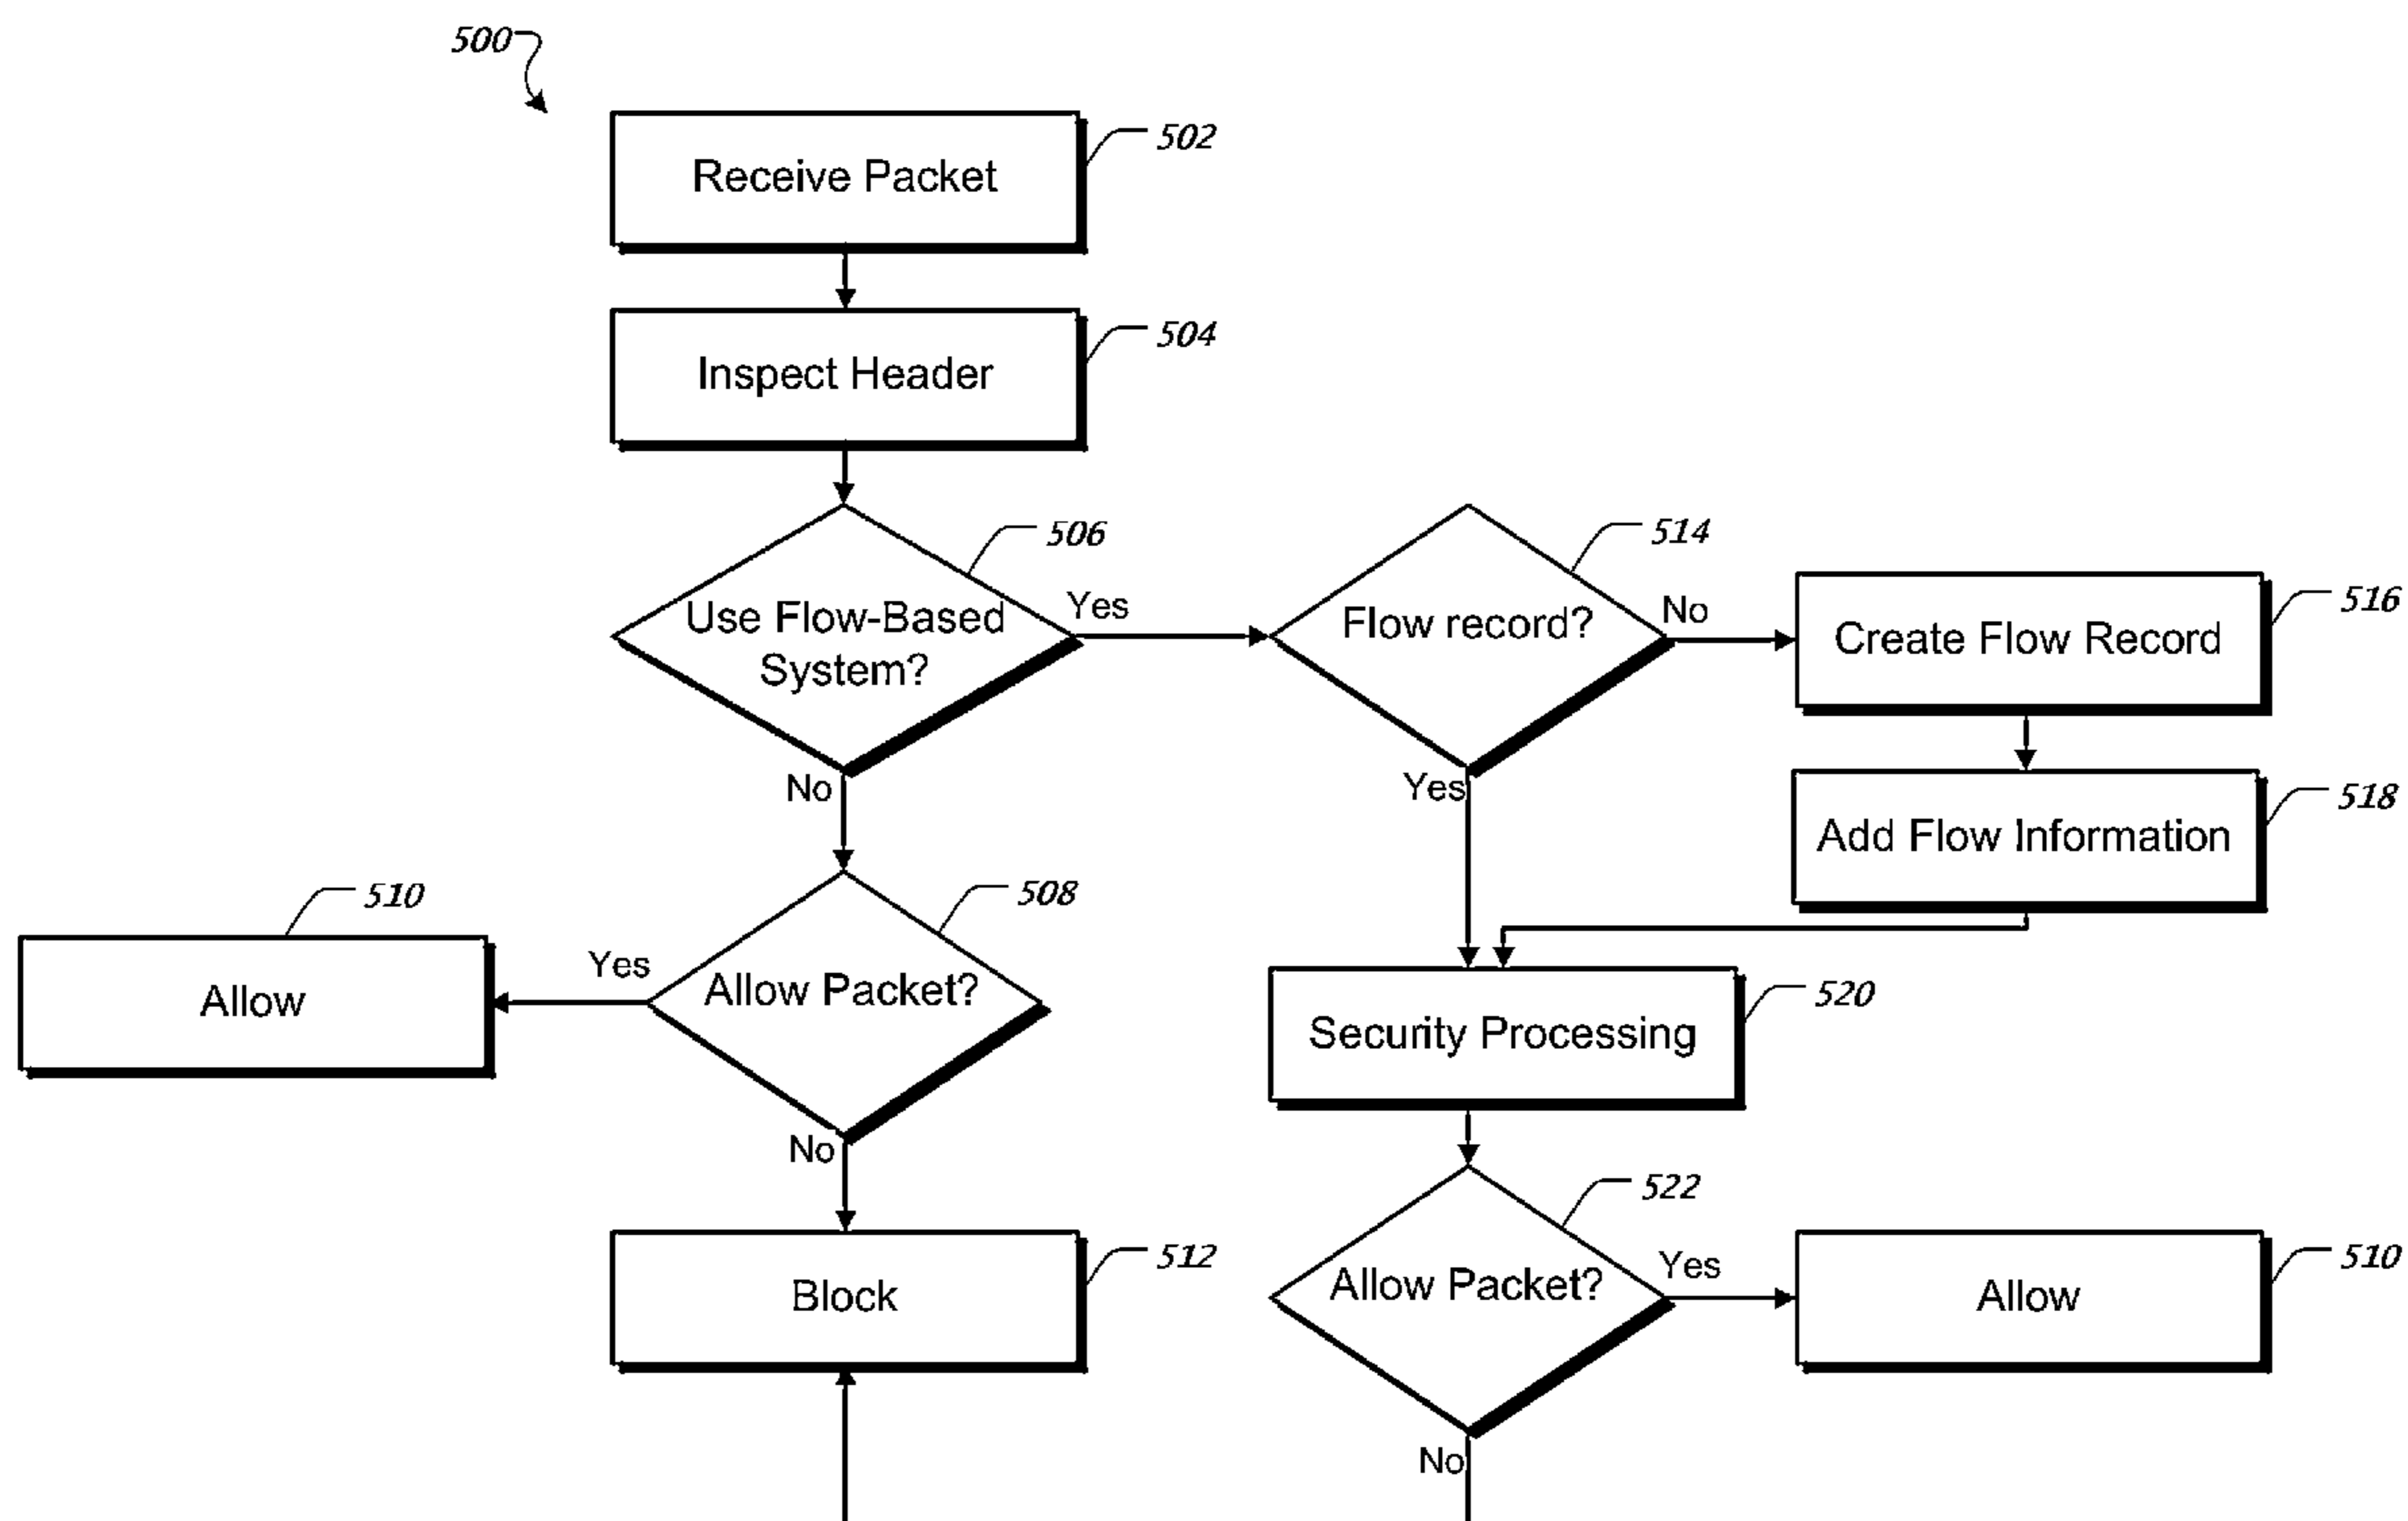 500
Receive Packet
502
Inspect Header
504
Use Flow-Based
System?
506
Yes
No
Flow record?
514
No
Yes
Create Flow Record
516
Add Flow Information
518
Allow Packet?
508
Yes
No
Allow
510
Security Processing
520
Block
512
Allow Packet?
522
Yes
No
Allow
510